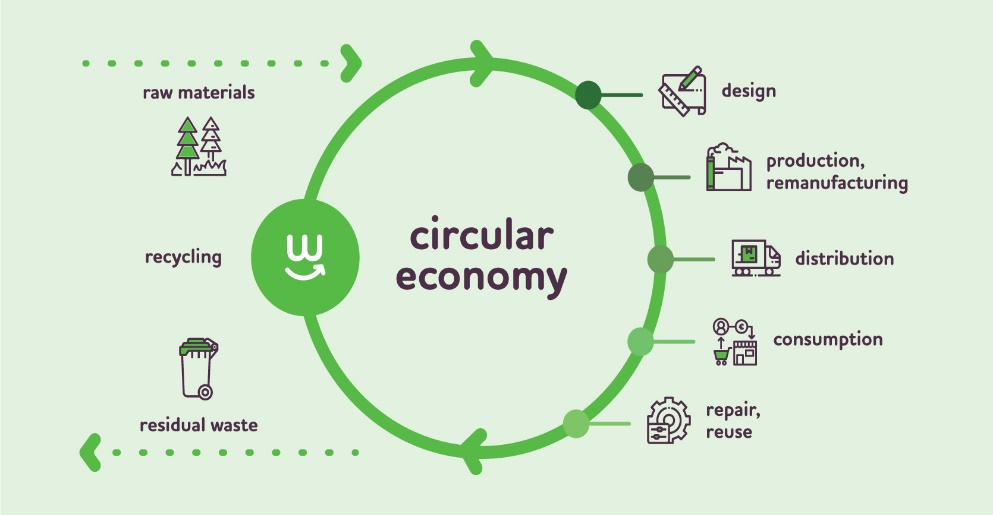 raw materials
recycling
residual waste
w
circular
economy
design
production,
remanufacturing
distribution
consumption
repair,
reuse